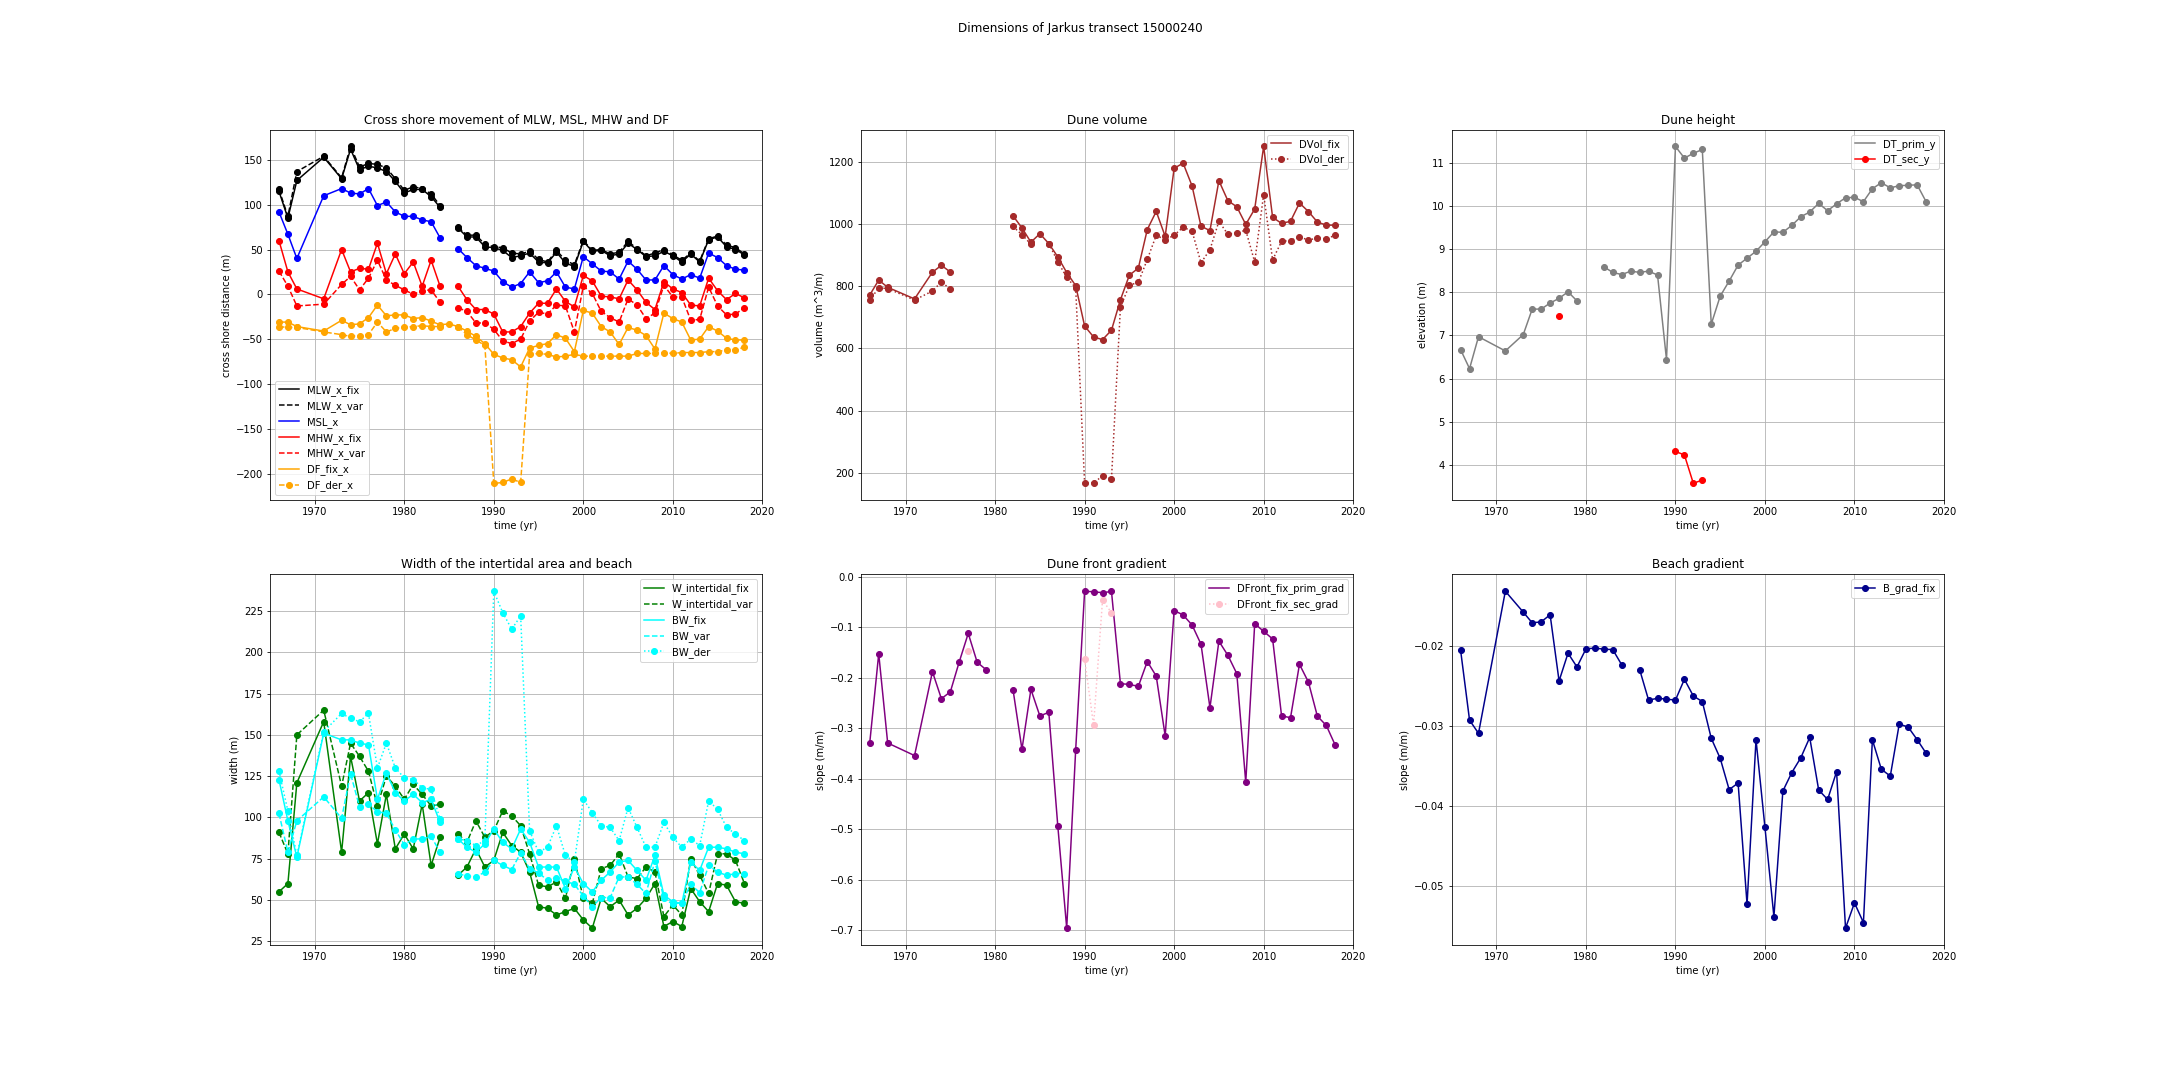 Dimensions of Jarkus transect 15000240
Cross shore movement of MLW, MSL, MHW and DF
cross shore distance (m)
150
100
50
0
−50
−100
−150
−200
MLW_x_fix
MLW_x_var
MSL_x
MHW_x_fix
MHW_x_var
DF_fix_x
DF_der_x
1970
1980
1990
2000
2010
2020
time (yr)
Dune volume
volume (m^3/m)
1200
1000
800
600
400
200
DVol_fix
DVol_der
1970
1980
1990
2000
2010
2020
time (yr)
Dune height
elevation (m)
11
10
9
8
7
6
5
4
DT_prim_y
DT_sec_y
1970
1980
1990
2000
2010
2020
time (yr)
Width of the intertidal area and beach
width (m)
225
200
175
150
125
100
75
50
25
W_intertidal_fix
W_intertidal_var
BW_fix
BW_var
BW_der
1970
1980
1990
2000
2010
2020
time (yr)
Dune front gradient
slope (m/m)
0.0
−0.1
−0.2
−0.3
−0.4
−0.5
−0.6
−0.7
DFront_fix_prim_grad
DFront_fix_sec_grad
1970
1980
1990
2000
2010
2020
time (yr)
Beach gradient
slope (m/m)
−0.02
−0.03
−0.04
−0.05
B_grad_fix
1970
1980
1990
2000
2010
2020
time (yr)